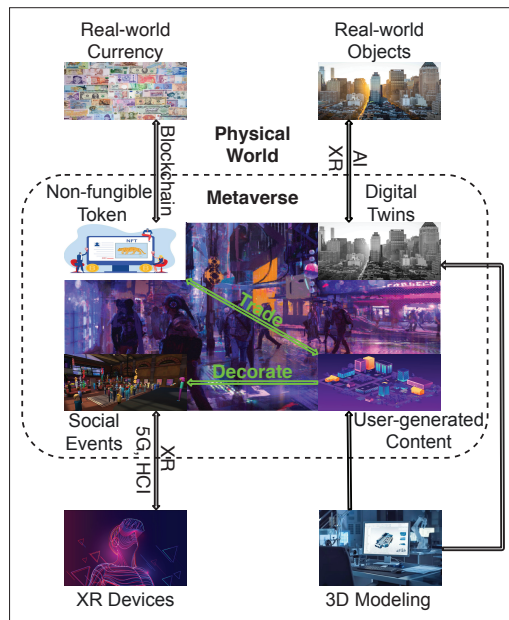 Real-world
Currency
Real-world
Objects
Blockchain
Physical
World
AI
XR
Non-fungible
Token
Metaverse
Digital
Twins
NFT
Trade
Decorate
Social
Events
User-generated
Content
XR
5G, HCI
XR Devices
3D Modeling